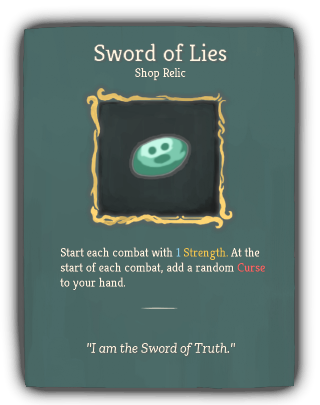 Sword of Lies
Shop Relic
Start each combat with 1 Strength. At the
start of each combat, add a random Curse
to your hand.
"I am the Sword of Truth."